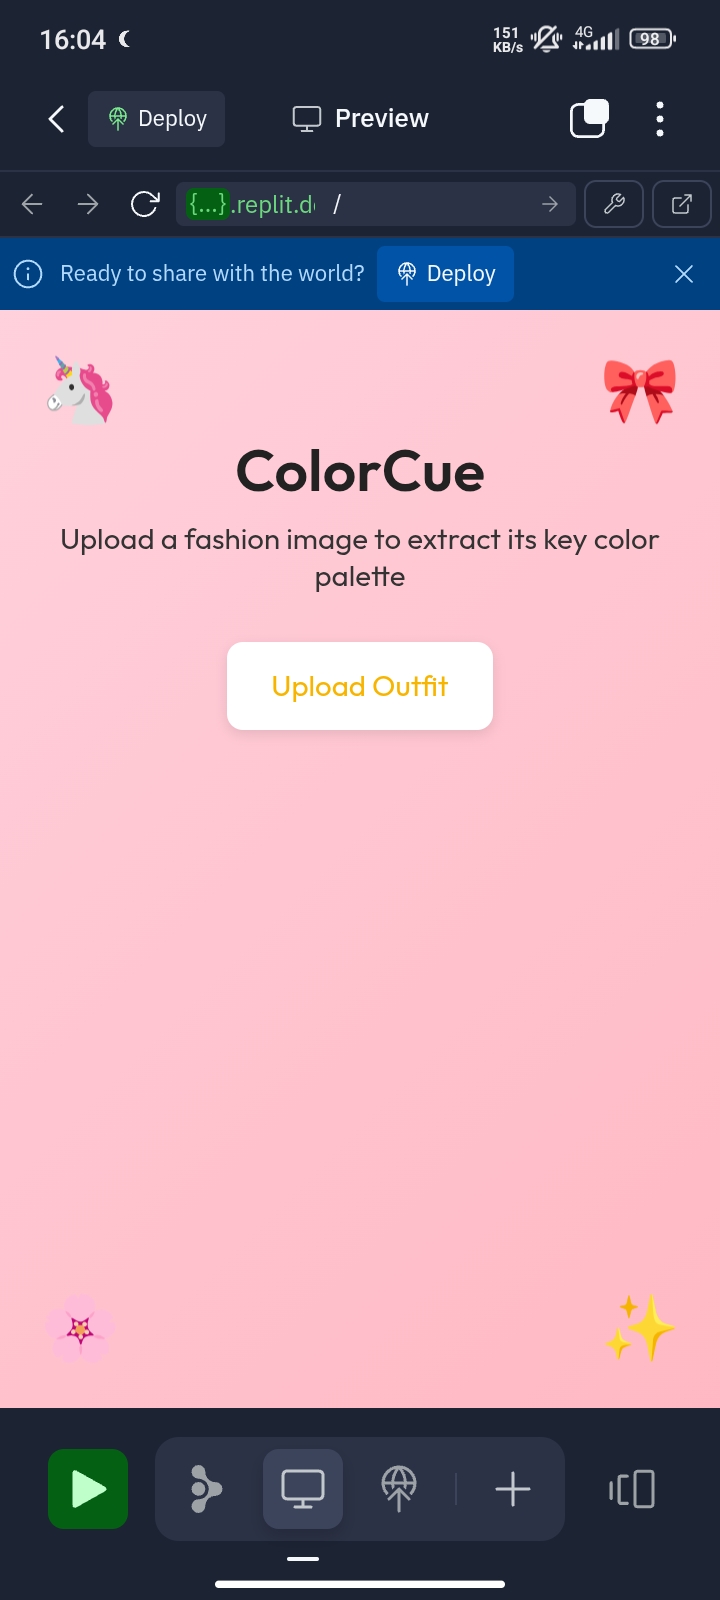 16:04
151
KB/s
4G
98
Deploy
Preview
{...}.replit.d
/
Ready to share with the world?
Deploy
ColorCue
Upload a fashion image to extract its key color
palette
Upload Outfit